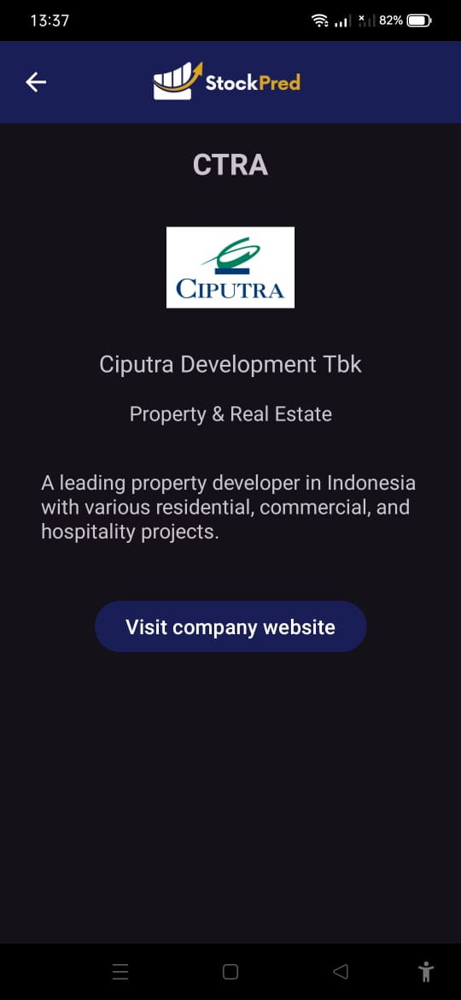 13:37
82%
StockPred
CTRA
CIPUTRA
Ciputra Development Tbk
Property & Real Estate
A leading property developer in Indonesia
with various residential, commercial, and
hospitality projects.
Visit company website